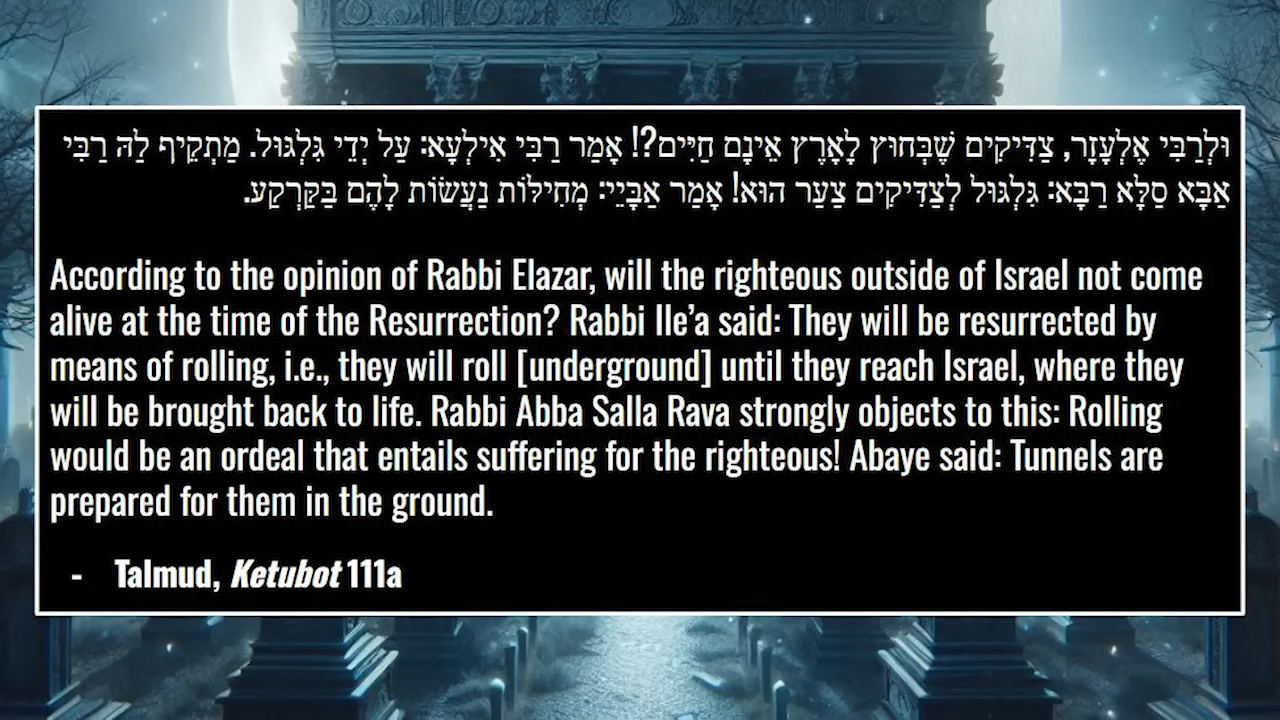 וּלְרַבִּי אֶלְעָזָר, צַדִּיקִים שֶׁבְּחוּץ לָאָרֶץ אֵינָם חַיִּים?! אָמַר רַבִּי אִילְעָא: עַל יְדֵי גִּלְגּוּל. מַתְקֵיף לַהּ רַבִּי
אַבָּא סַלָּא רַבָּא: גִּלְגּוּל לְצַדִּיקִים צַעַר הוּא! אָמַר אַבָּיֵי: מְחִילּוֹת נַעֲשׂוֹת לָהֶם בַּקַּרְקַע.
According to the opinion of Rabbi Elazar, will the righteous outside of Israel not come
alive at the time of the Resurrection? Rabbi Ile’a said: They will be resurrected by
means of rolling, i.e., they will roll [underground] until they reach Israel, where they
will be brought back to life. Rabbi Abba Salla Rava strongly objects to this: Rolling
would be an ordeal that entails suffering for the righteous! Abaye said: Tunnels are
prepared for them in the ground.
- Talmud, Ketubot 111a